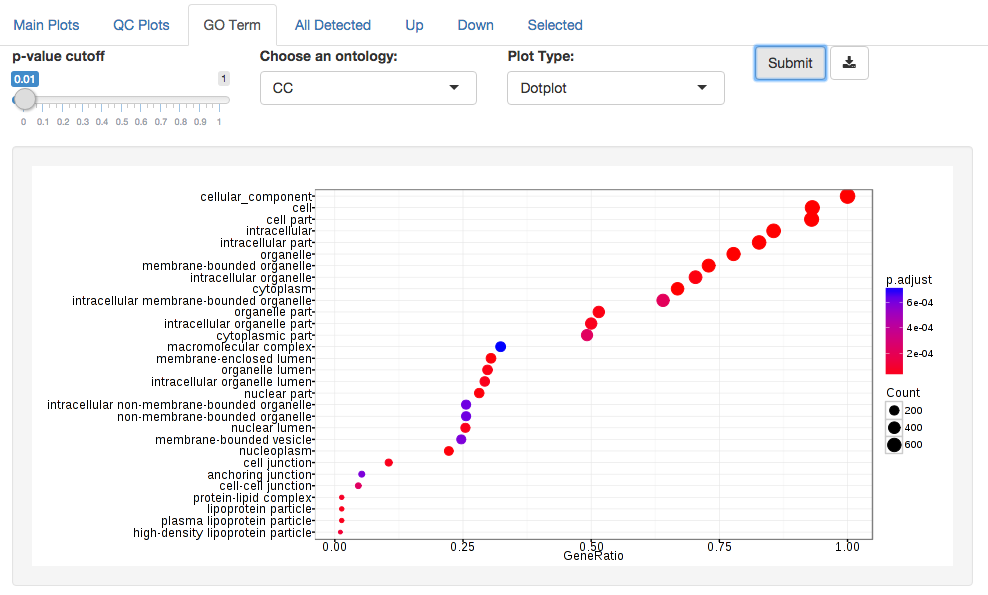 Main Plots QC Plots GO Term All Detected Up Down Selected
p-value cutoff Choose an ontology: Plot Type:
0.01 1 CC Dotplot Submit
0 0.1 0.2 0.3 0.4 0.5 0.6 0.7 0.8 0.9 1
cellular_component
cell
cell part
intracellular
intracellular part
organelle
membrane-bounded organelle
intracellular organelle
cytoplasm
intracellular membrane-bounded organelle
organelle part
intracellular organelle part
cytoplasmic part
macromolecular complex
membrane-enclosed lumen
organelle lumen
intracellular organelle lumen
nuclear part
intracellular non-membrane-bounded organelle
non-membrane-bounded organelle
nuclear lumen
membrane-bounded vesicle
nucleoplasm
cell junction
anchoring junction
cell-cell junction
protein-lipid complex
lipoprotein particle
plasma lipoprotein particle
high-density lipoprotein particle
0.00 0.25 0.50 0.75 1.00
GeneRatio
p.adjust
6e-04
4e-04
2e-04
Count
200
400
600